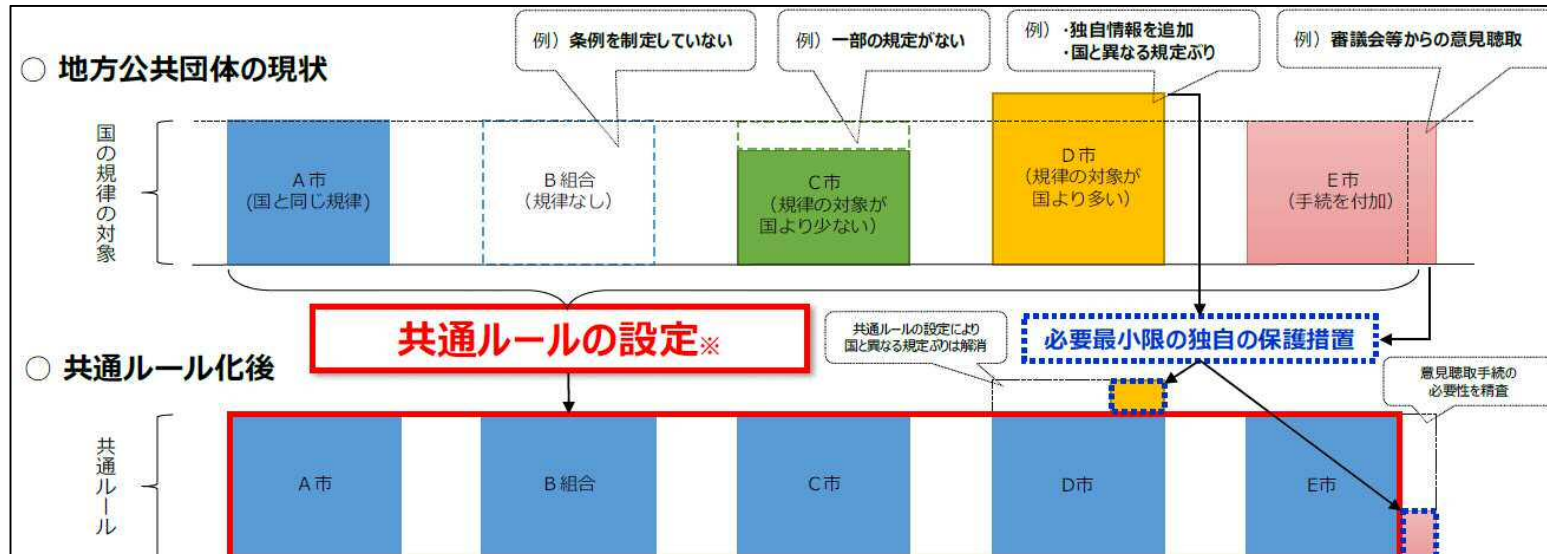 ○ 地方公共団体の現状
例）条例を制定していない
例）一部の規定がない
例）・独自情報を追加
・国と異なる規定ぶり
例）審議会等からの意見聴取
国の規律の対象
A市
(国と同じ規律)
B組合
（規律なし）
C市
（規律の対象が
国より少ない）
D市
（規律の対象が
国より多い）
E市
（手続を付加）
共通ルールの設定※
共通ルールの設定により
国と異なる規定ぶりは解消
必要最小限の独自の保護措置
○ 共通ルール化後
意見聴取手続の
必要性を精査
共通ルール
A市
B組合
C市
D市
E市